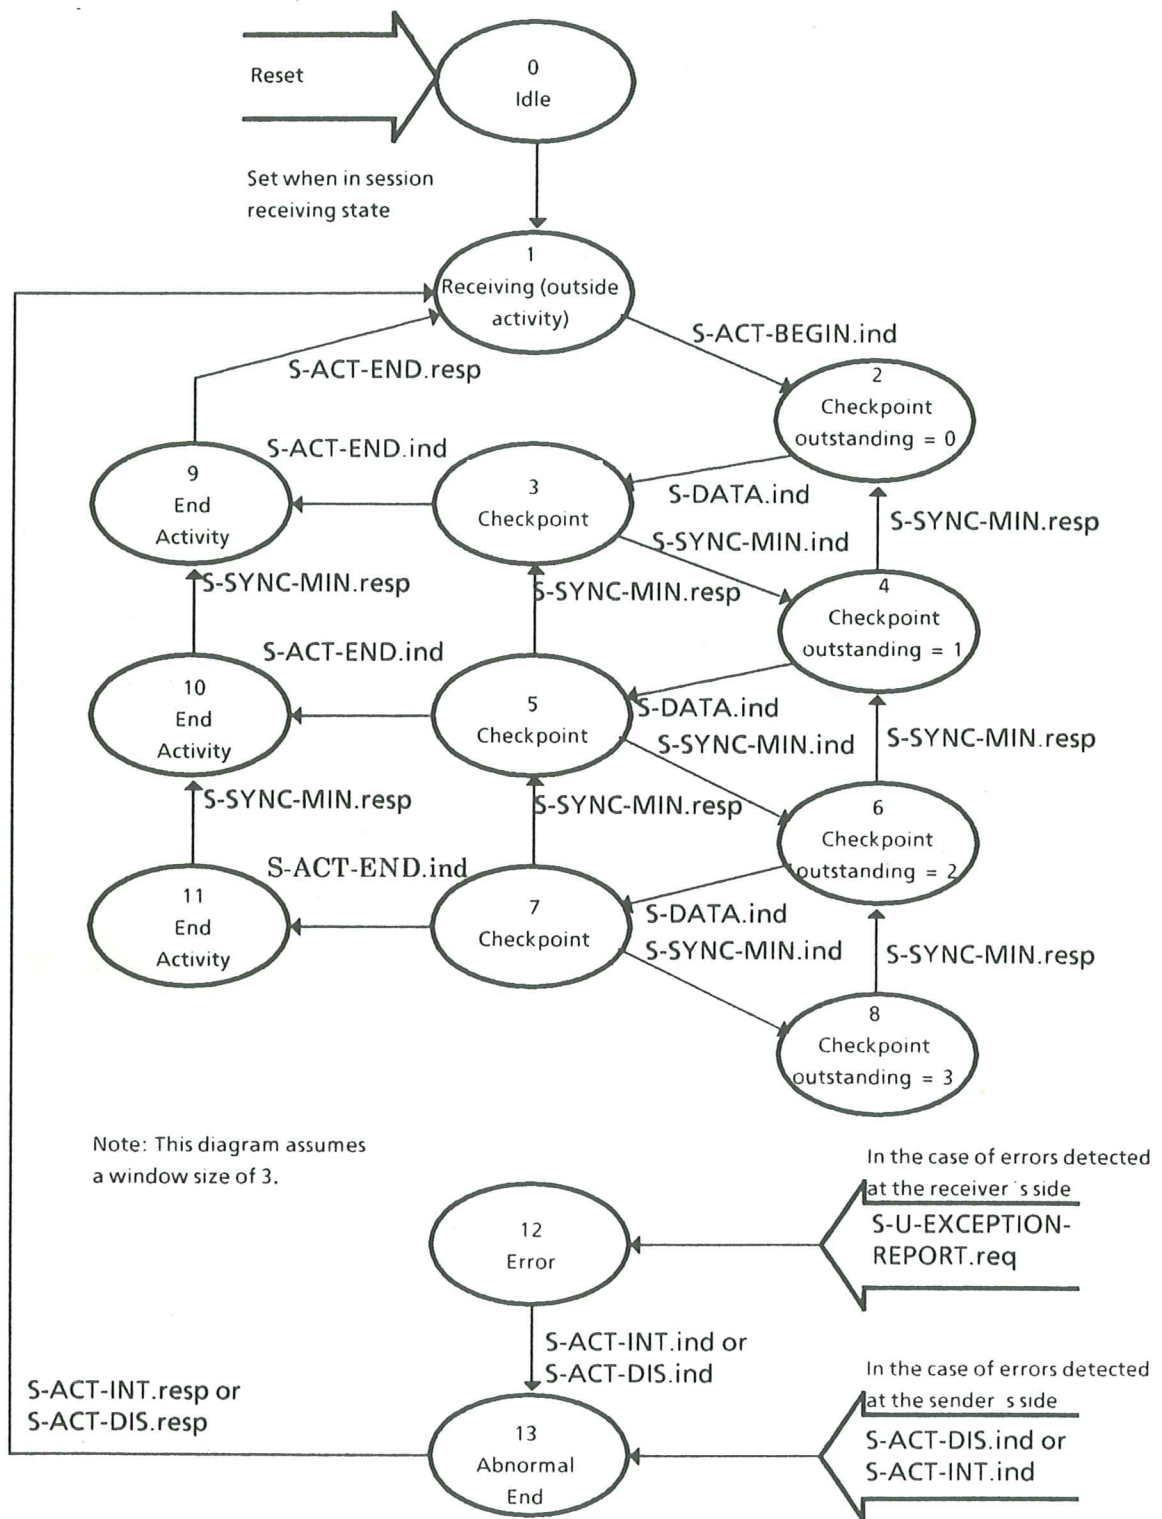 0
Idle
Reset
Set when in session
receiving state
1
Receiving (outside
activity)
S-ACT-BEGIN.ind
S-ACT-END.resp
2
Checkpoint
outstanding = 0
S-ACT-END.ind
9
End
Activity
3
Checkpoint
S-DATA.ind
S-SYNC-MIN.resp
S-SYNC-MIN.ind
S-SYNC-MIN.resp
S-SYNC-MIN.resp
4
Checkpoint
outstanding = 1
S-ACT-END.ind
10
End
Activity
5
Checkpoint
S-DATA.ind
S-SYNC-MIN.ind
S-SYNC-MIN.resp
S-SYNC-MIN.resp
S-SYNC-MIN.resp
6
Checkpoint
outstanding = 2
S-ACT-END.ind
11
End
Activity
7
Checkpoint
S-DATA.ind
S-SYNC-MIN.ind
S-SYNC-MIN.resp
8
Checkpoint
outstanding = 3
Note: This diagram assumes
a window size of 3.
In the case of errors detected
at the receiver´s side
S-U-EXCEPTION-
REPORT.req
12
Error
S-ACT-INT.ind or
S-ACT-DIS.ind
In the case of errors detected
at the sender s side
S-ACT-DIS.ind or
S-ACT-INT.ind
S-ACT-INT.resp or
S-ACT-DIS.resp
13
Abnormal
End